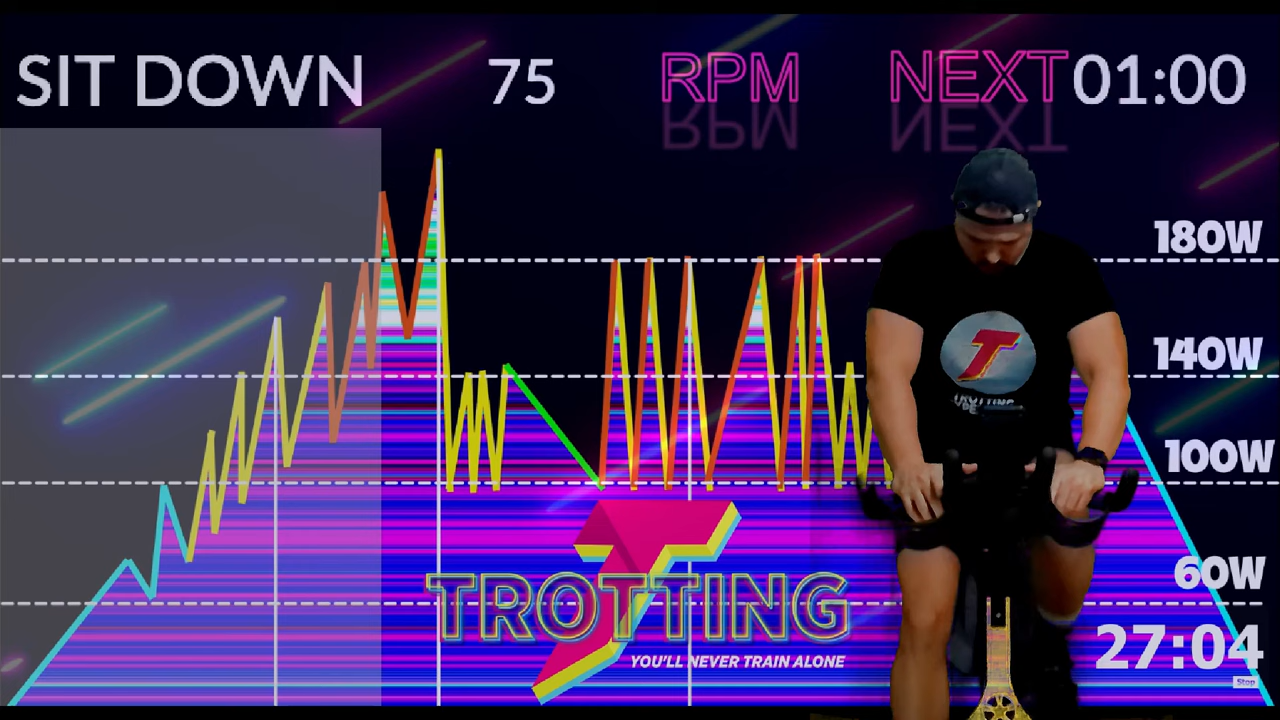 SIT DOWN 75 RPM NEXT 01:00
180W
140W
100W
60W
TROTTING
YOU'LL NEVER TRAIN ALONE
27:04
Stop
T